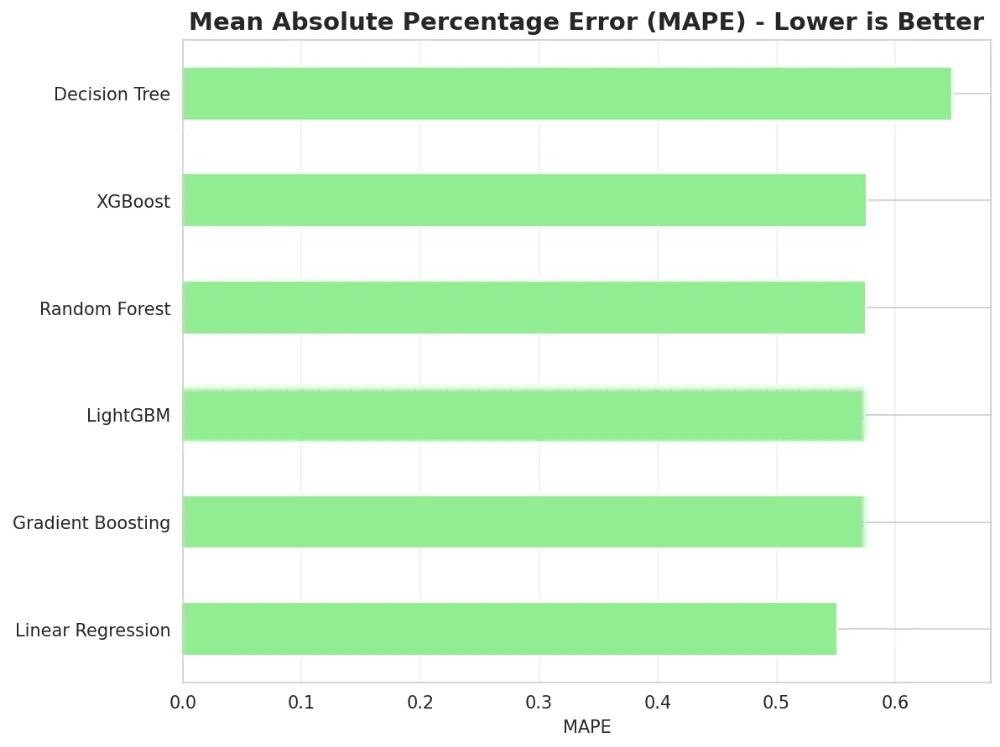 Mean Absolute Percentage Error (MAPE) - Lower is Better
Decision Tree
XGBoost
Random Forest
LightGBM
Gradient Boosting
Linear Regression
0.0 0.1 0.2 0.3 0.4 0.5 0.6
MAPE